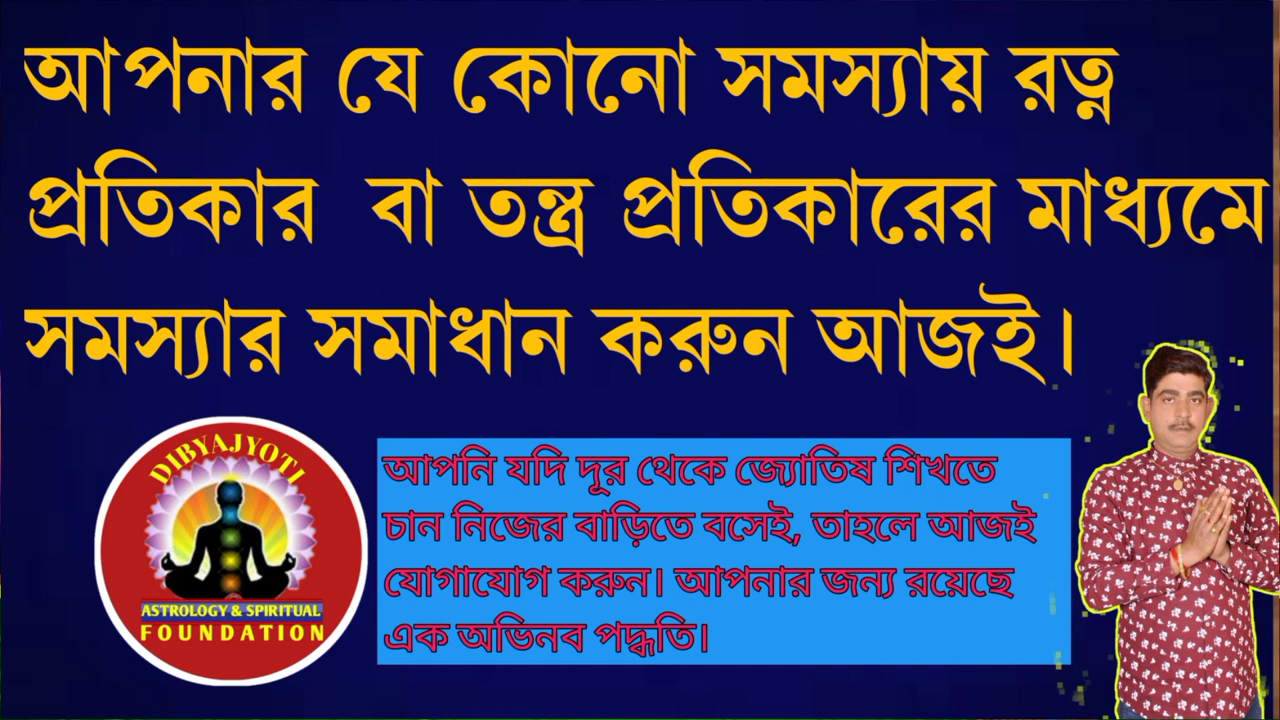 আপনার যে কোনো সমস্যায় রত্ন
প্রতিকার বা তন্ত্র প্রতিকারের মাধ্যমে
সমস্যার সমাধান করুন আজই।
DIBYAJYOTI
ASTROLOGY & SPIRITUAL
FOUNDATION
আপনি যদি দূর থেকে জ্যোতিষ শিখতে
চান নিজের বাড়িতে বসেই, তাহলে আজই
যোগাযোগ করুন। আপনার জন্য রয়েছে
এক অভিনব পদ্ধতি।